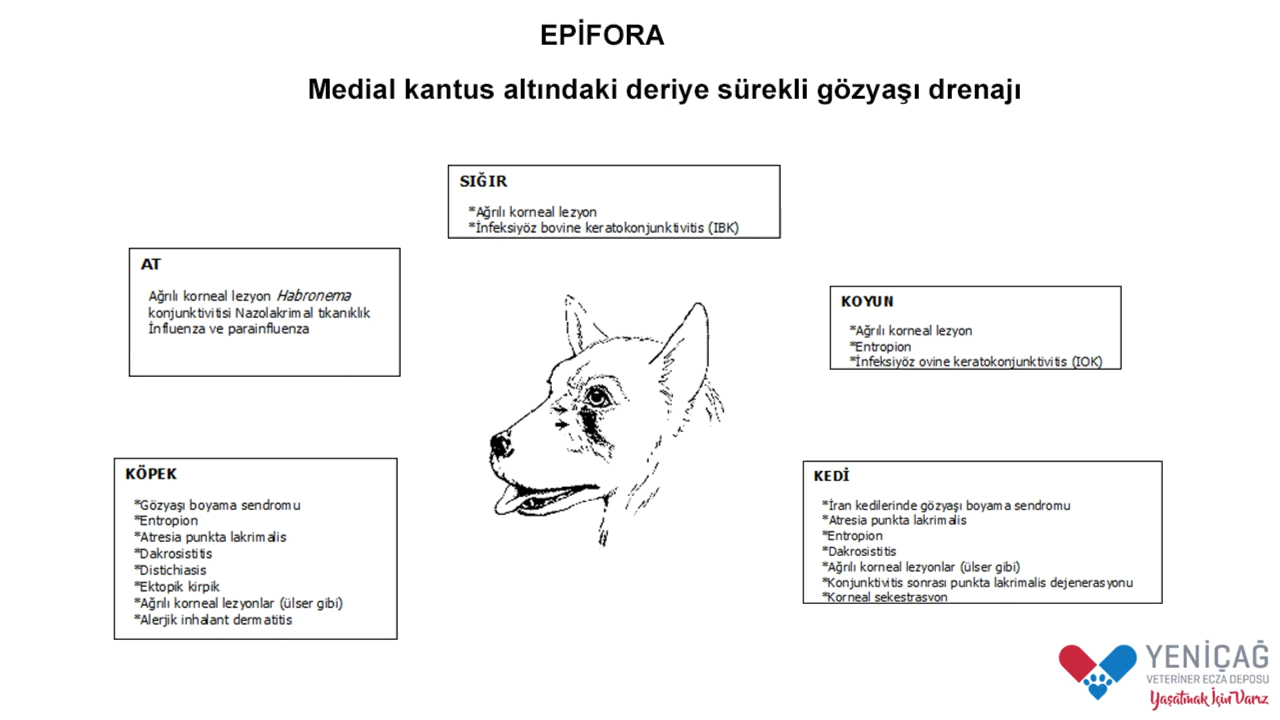 EPİFORA
Medial kantus altındaki deriye sürekli gözyaşı drenajı
SIĞIR
*Ağrılı korneal lezyon
*İnfeksiyöz bovine keratokonjunktivitis (IBK)
AT
Ağrılı korneal lezyon Habronema
konjunktivitisi Nazolakrimal tıkanıklık
İnfluenza ve parainfluenza
KOYUN
*Ağrılı korneal lezyon
*Entropion
*İnfeksiyöz ovine keratokonjunktivitis (IOK)
KÖPEK
*Gözyaşı boyama sendromu
*Entropion
*Atresia punkta lakrimalis
*Dakrosistitis
*Distichiasis
*Ektopik kirpik
*Ağrılı korneal lezyonlar (ülser gibi)
*Alerjik inhalant dermatitis
KEDİ
*İran kedilerinde gözyaşı boyama sendromu
*Atresia punkta lakrimalis
*Entropion
*Dakrosistitis
*Ağrılı korneal lezyonlar (ülser gibi)
*Konjunktivitis sonrası punkta lakrimalis dejenerasyonu
*Korneal sekestrasyon
YENİÇAĞ
VETERİNER ECZA DEPOSU
Yaşatmak İçin Varız